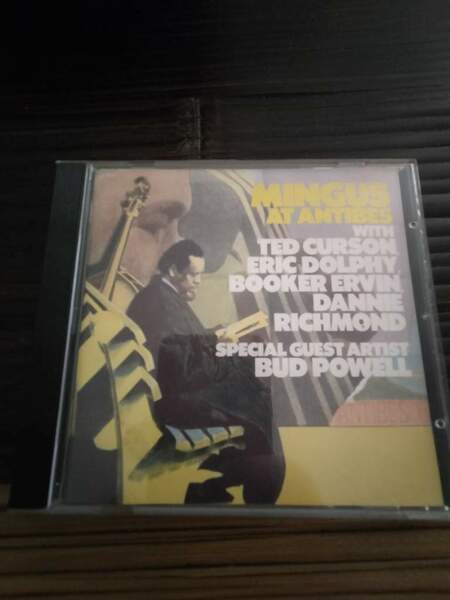 MINGUS
AT ANTIBES
WITH
TED CURSON
ERIC DOLPHY
BOOKER ERVIN
DANNIE
RICHMOND
SPECIAL GUEST ARTIST
BUD POWELL